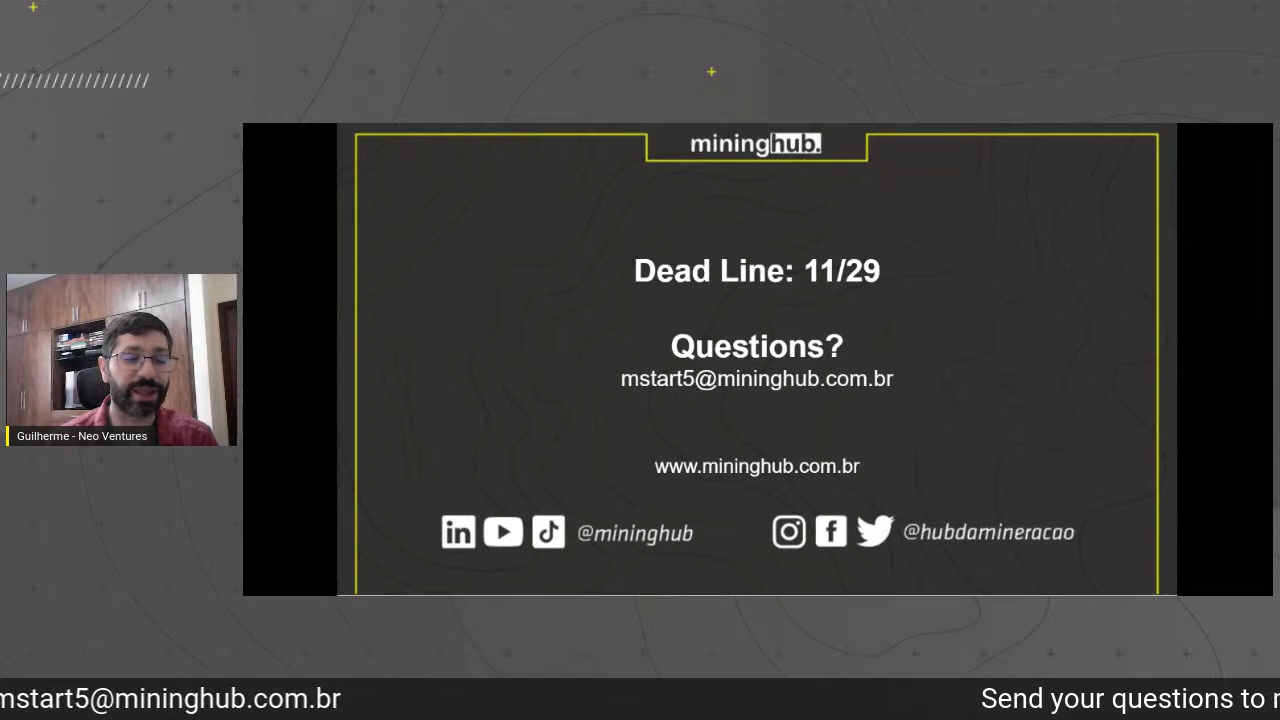 mininghub.
Dead Line: 11/29
Questions?
mstart5@mininghub.com.br
www.mininghub.com.br
@mininghub
@hubdamineracao
Guilherme - Neo Ventures
mstart5@mininghub.com.br
Send your questions to